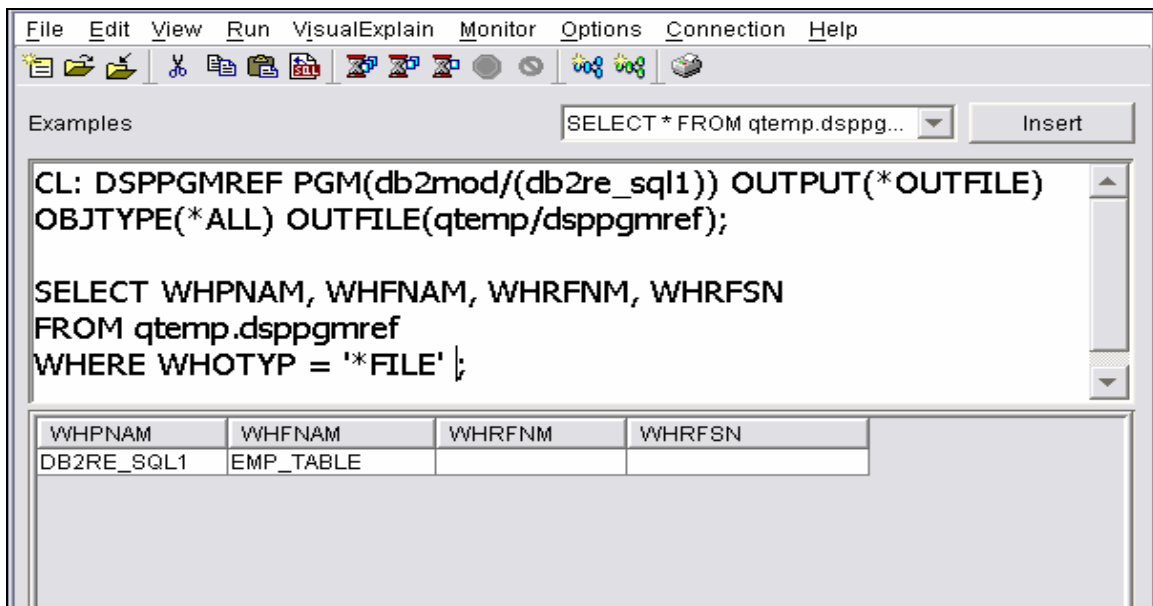 File Edit View Run VisualExplain Monitor Options Connection Help
SQL
Examples
SELECT * FROM qtemp.dsppg...
Insert
CL: DSPPGMREF PGM(db2mod/(db2re_sql1)) OUTPUT(*OUTFILE)
OBJTYPE(*ALL) OUTFILE(qtemp/dsppgmref);
SELECT WHPNAM, WHFNAM, WHRFNM, WHRFSN
FROM qtemp.dsppgmref
WHERE WHOTYP = '*FILE' ;
WHPNAM WHFNAM WHRFNM WHRFSN
DB2RE_SQL1 EMP_TABLE